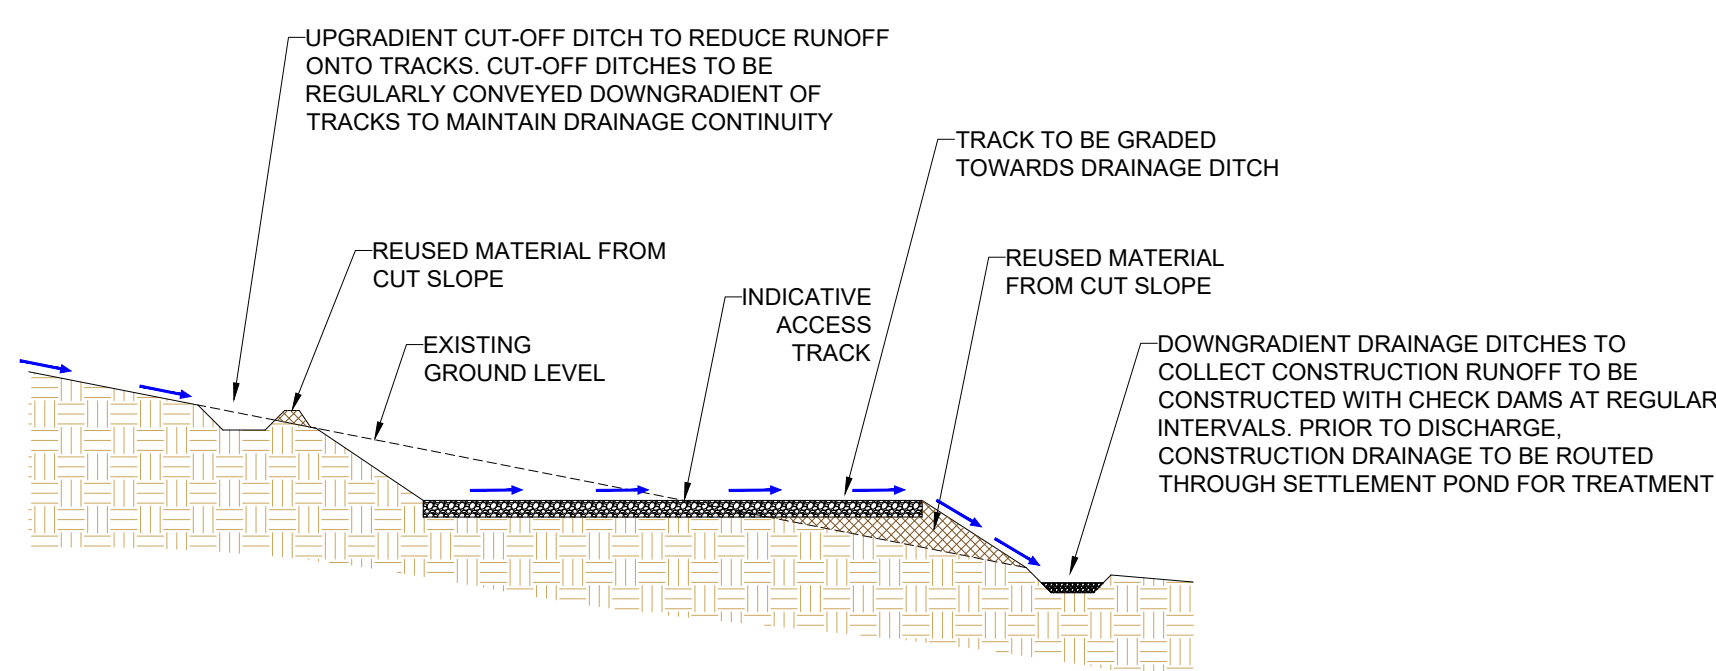 UPGRADIENT CUT-OFF DITCH TO REDUCE RUNOFF
ONTO TRACKS. CUT-OFF DITCHES TO BE
REGULARLY CONVEYED DOWNGRADIENT OF
TRACKS TO MAINTAIN DRAINAGE CONTINUITY
TRACK TO BE GRADED
TOWARDS DRAINAGE DITCH
REUSED MATERIAL FROM
CUT SLOPE
REUSED MATERIAL
FROM CUT SLOPE
INDICATIVE
ACCESS
TRACK
EXISTING
GROUND LEVEL
DOWNGRADIENT DRAINAGE DITCHES TO
COLLECT CONSTRUCTION RUNOFF TO BE
CONSTRUCTED WITH CHECK DAMS AT REGULAR
INTERVALS. PRIOR TO DISCHARGE,
CONSTRUCTION DRAINAGE TO BE ROUTED
THROUGH SETTLEMENT POND FOR TREATMENT